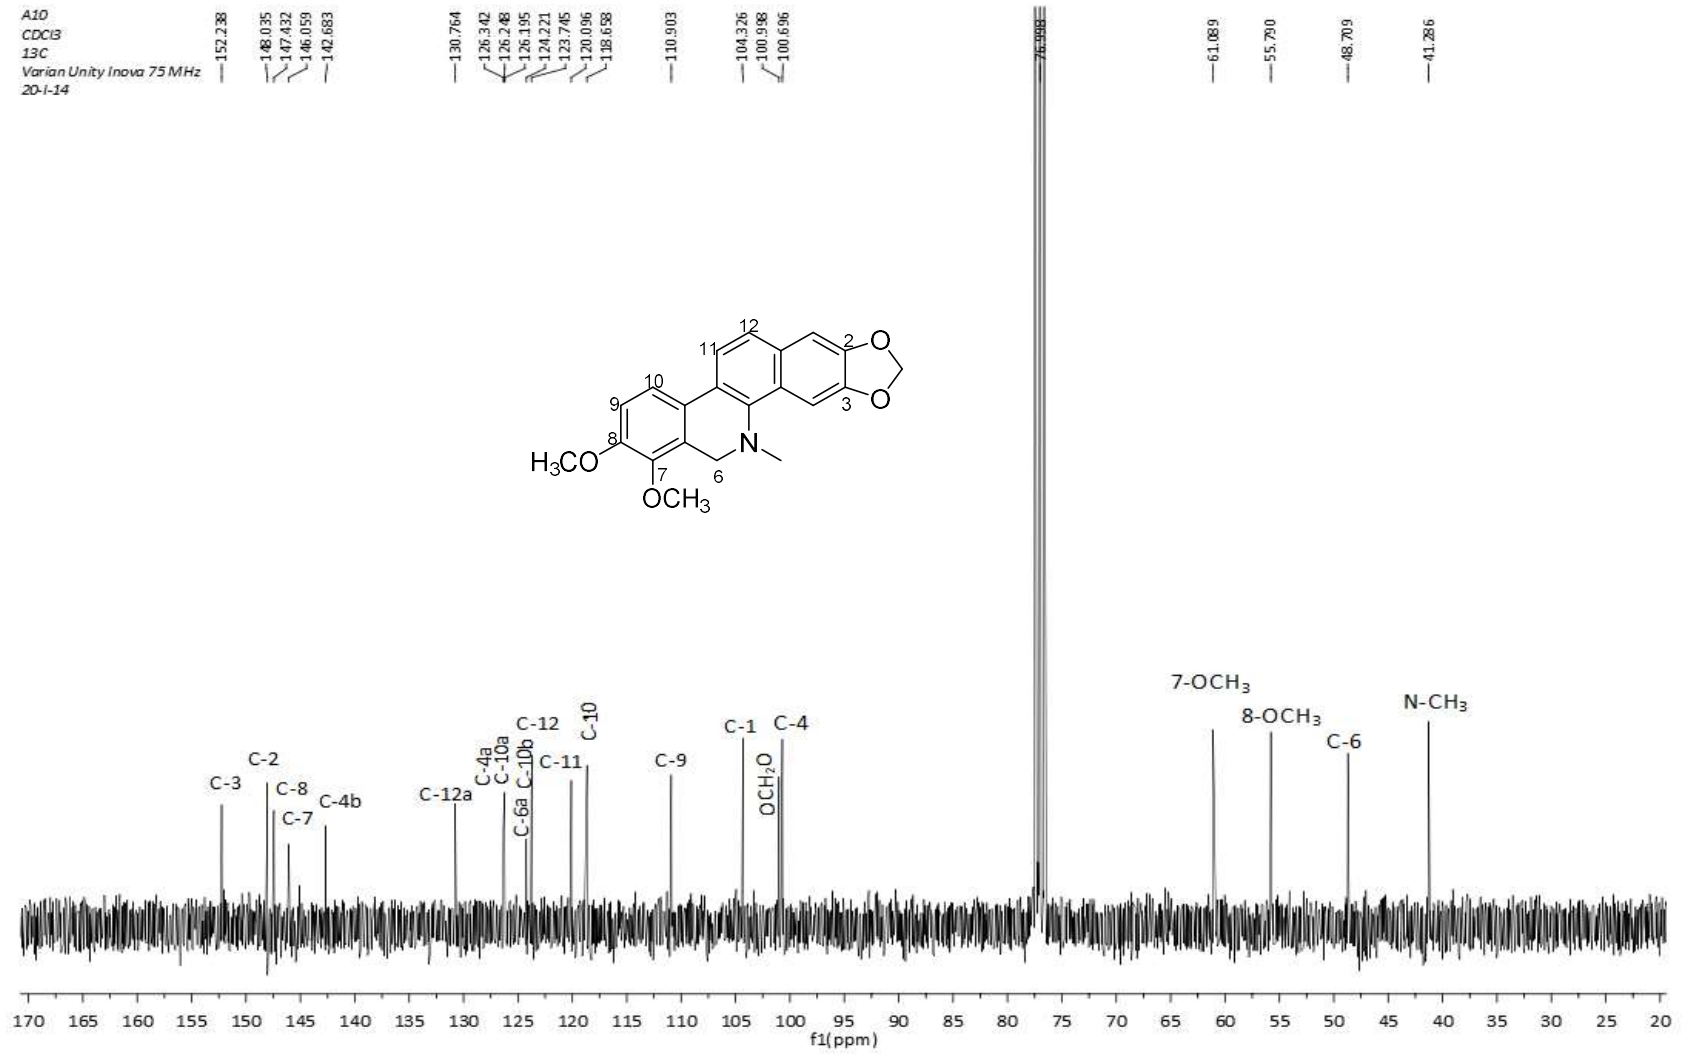 A10
CDCl3
13C
Varian Unity Inova 75 MHz
20-I-14
152.238
148.035
147.432
146.059
142.683
130.764
126.342
126.248
126.195
124.221
123.745
120.096
118.658
110.903
104.326
100.998
100.696
76.998
61.089
55.790
48.709
41.286
12
11
2
O
10
3
O
9
8
N
H₃CO
7
6
OCH₃
7-OCH₃
8-OCH₃
N-CH₃
C-6
C-3
C-2
C-8
C-7
C-4b
C-12a
C-4a
C-10a
C-6a
C-10b
C-12
C-11
C-10
C-9
C-1
OCH₂O
C-4
170 165 160 155 150 145 140 135 130 125 120 115 110 105 100 95 90 85 80 75 70 65 60 55 50 45 40 35 30 25 20
f1(ppm)